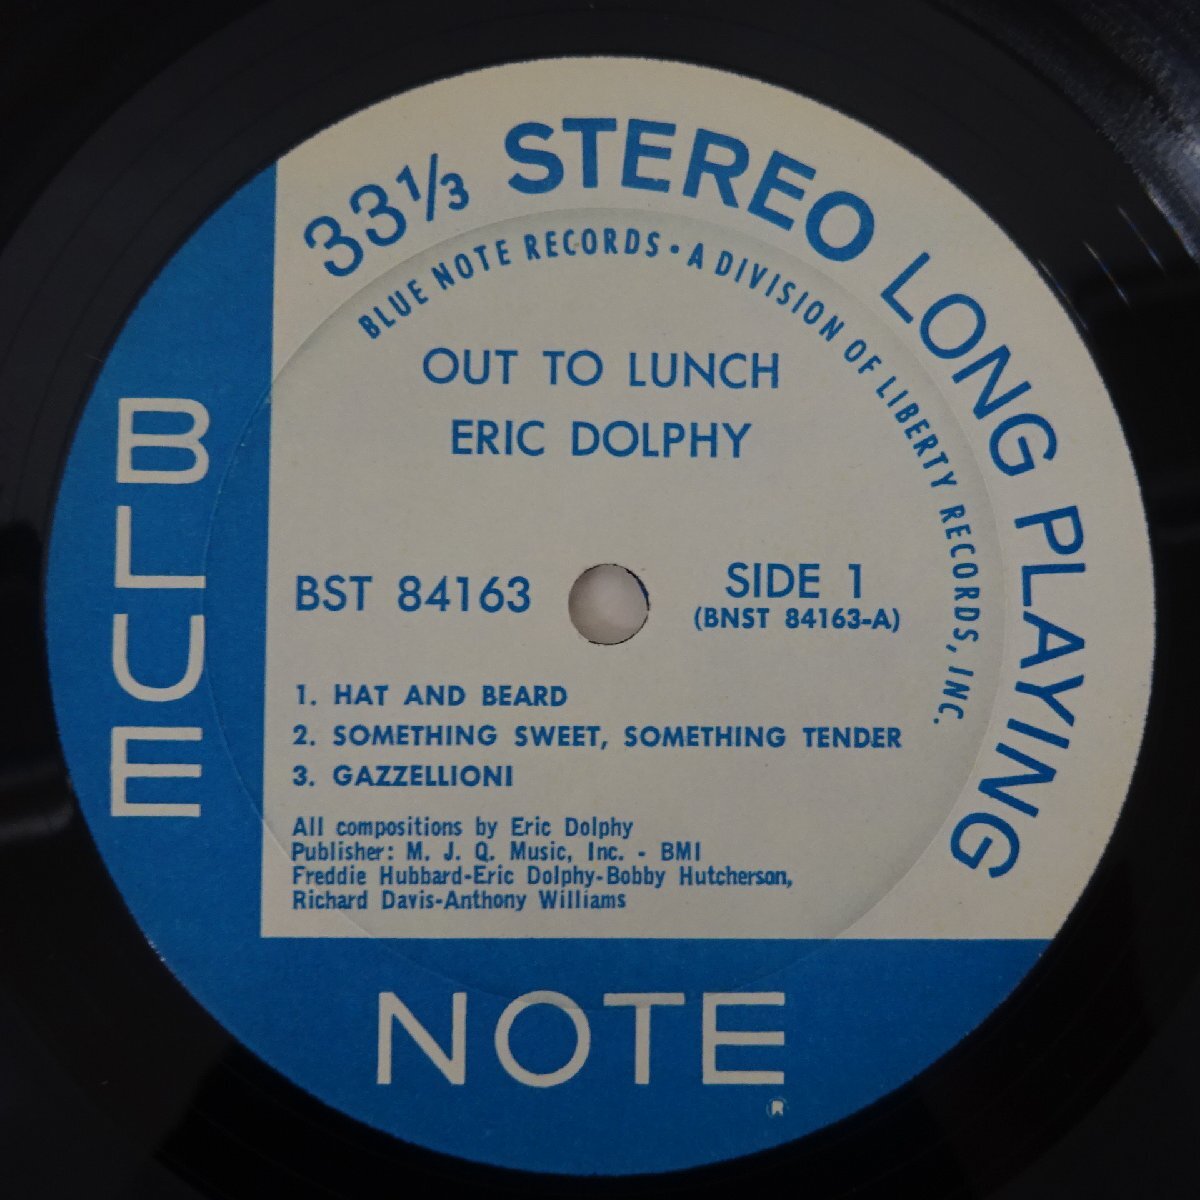 33⅓ STEREO LONG PLAYING
BLUE NOTE RECORDS • A DIVISION OF LIBERTY RECORDS, INC.
OUT TO LUNCH
ERIC DOLPHY
BST 84163
SIDE 1
(BNST 84163-A)
1. HAT AND BEARD
2. SOMETHING SWEET, SOMETHING TENDER
3. GAZZELLIONI
All compositions by Eric Dolphy
Publisher: M. J. Q. Music, Inc. - BMI
Freddie Hubbard-Eric Dolphy-Bobby Hutcherson,
Richard Davis-Anthony Williams
BLUE
NOTE
®